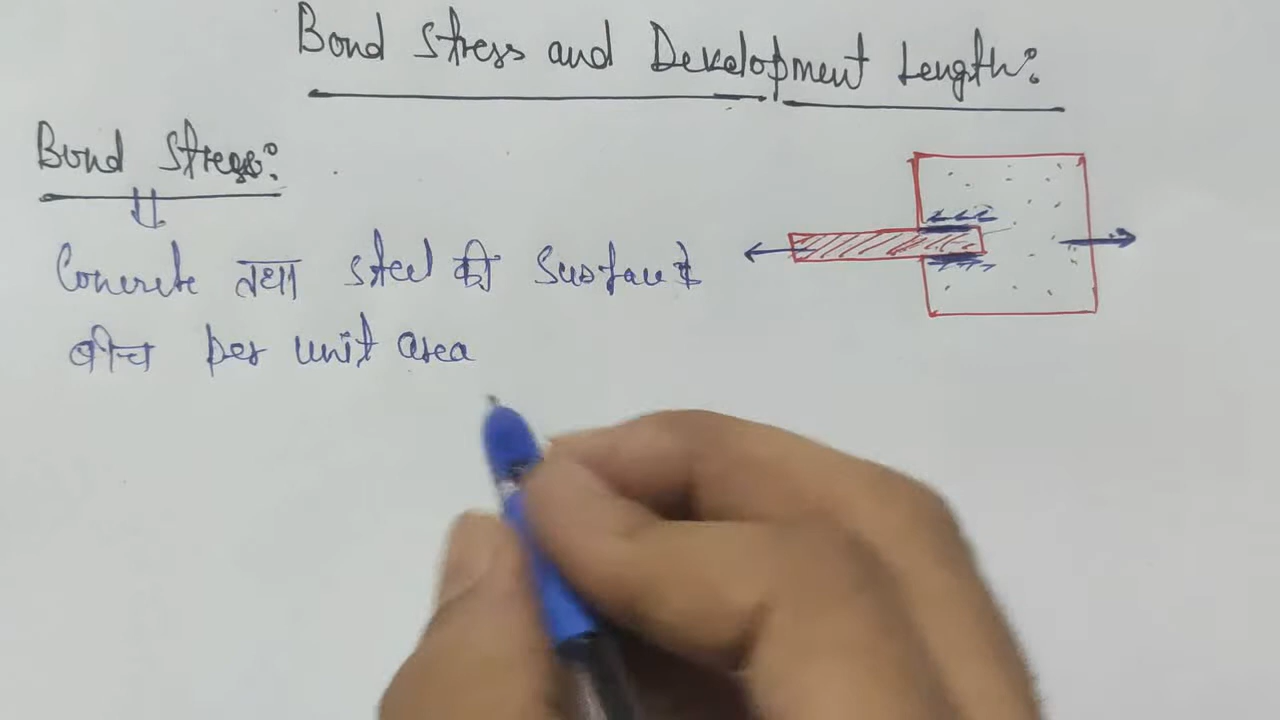 Bond Stress and Development Length:
Bond Stress:
Concrete तथा steel की surface के
बीच per unit area